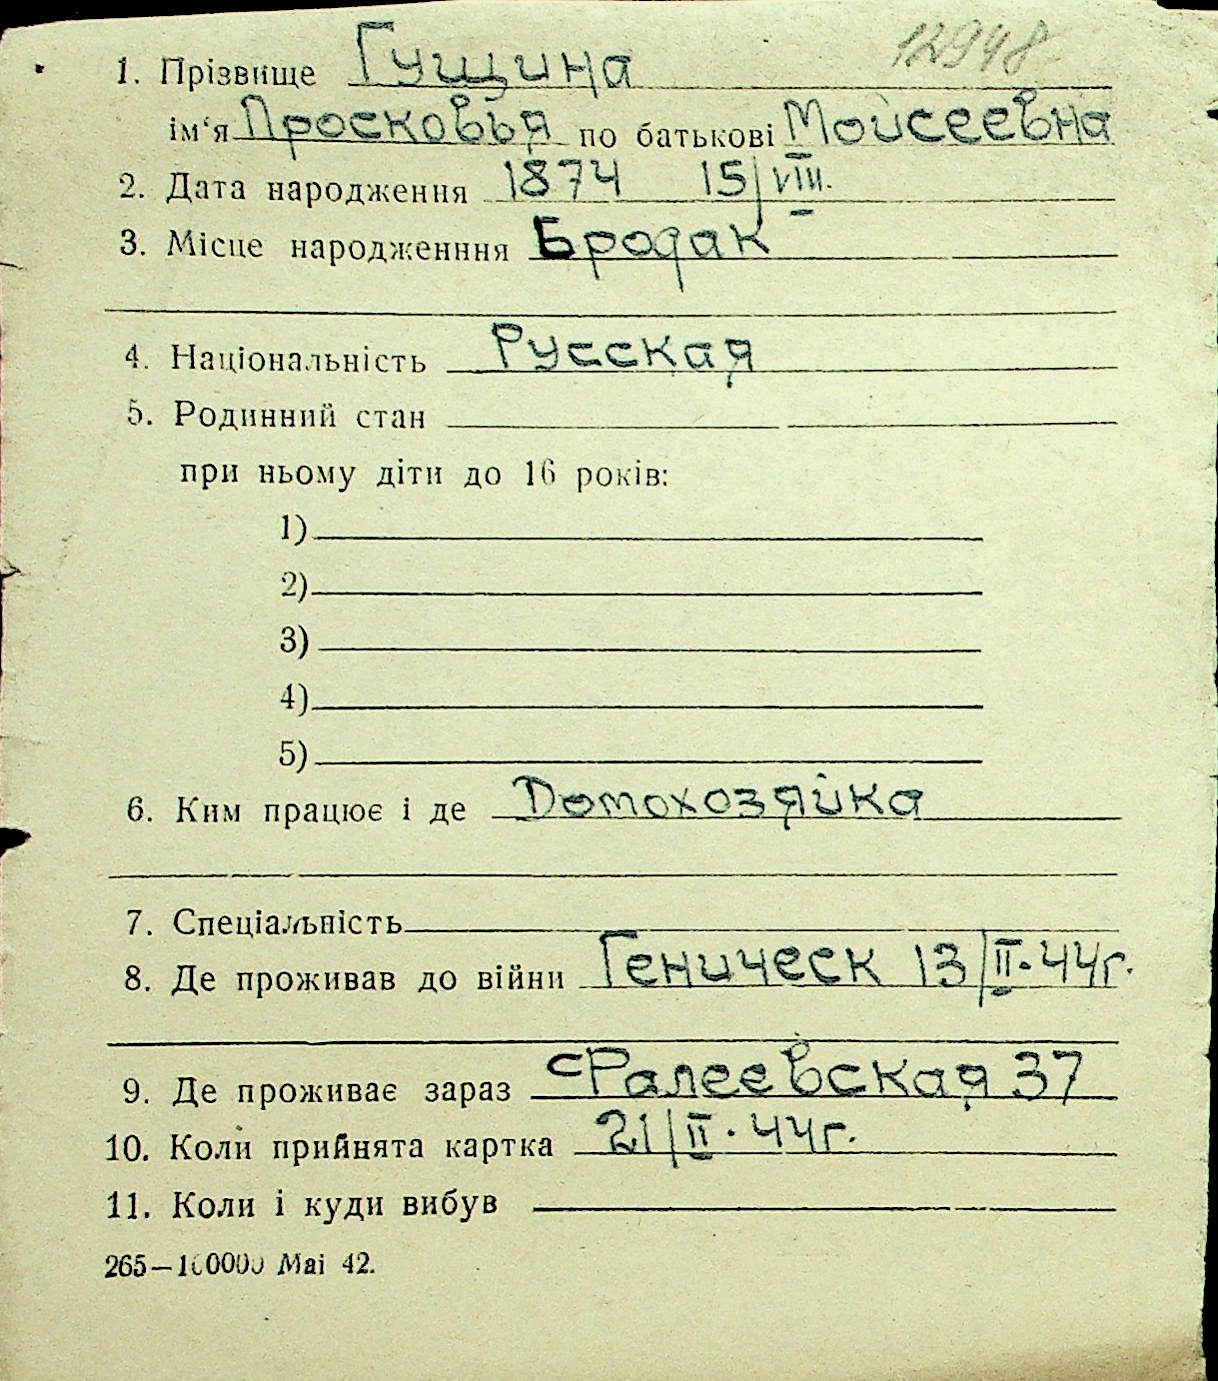 12948
1. Прізвище Гущина
ім‘я Просковья по батькові Моисеевна
2. Дата народження 1874 15/VIII.
3. Місце народженння Бродак
4. Національність Русская
5. Родинний стан
при ньому діти до 16 років:
1)
2)
3)
4)
5)
6. Ким працює і де Домохозяйка
7. Спеціальність
8. Де проживав до війни Геническ 13/II.44г.
9. Де проживає зараз 37
10. Коли прийнята картка 21/II.44г.
11. Коли і куди вибув
265—100000 Mai 42.